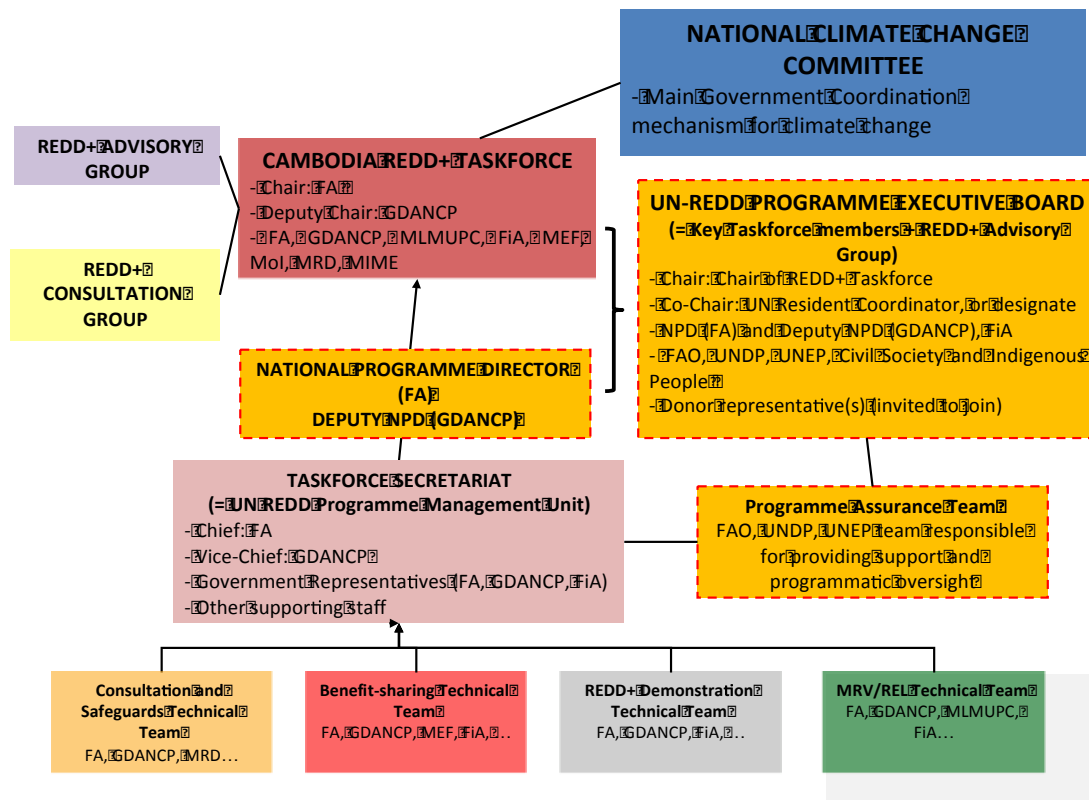 NATIONAL CLIMATE CHANGE
COMMITTEE
- Main Government Coordination
mechanism for climate change
REDD+ ADVISORY
GROUP
CAMBODIA REDD+ TASKFORCE
- Chair: FA
- Deputy Chair: GDANCP
- FA, GDANCP, MLMUPC, FiA, MEF,
MoI, MRD, MIME
REDD+
CONSULTATION
GROUP
UN-REDD PROGRAMME EXECUTIVE BOARD
(= Key Taskforce members + REDD+ Advisory
Group)
- Chair: Chair of REDD+ Taskforce
- Co-Chair: UN Resident Coordinator, or designate
- NPD (FA) and Deputy NPD (GDANCP), FiA
- FAO, UNDP, UNEP, Civil Society and Indigenous
People
- Donor representative(s) (invited to join)
NATIONAL PROGRAMME DIRECTOR
(FA)
DEPUTY NPD (GDANCP)
TASKFORCE SECRETARIAT
(= UN REDD Programme Management Unit)
- Chief: FA
- Vice-Chief: GDANCP
- Government Representatives (FA, GDANCP, FiA)
- Other supporting staff
Programme Assurance Team
FAO, UNDP, UNEP team responsible
for providing support and
programmatic oversight
Consultation and
Safeguards Technical
Team
FA, GDANCP, MRD...
Benefit-sharing Technical
Team
FA, GDANCP, MEF, FiA, ..
REDD+ Demonstration
Technical Team
FA, GDANCP, FiA, ..
MRV/REL Technical Team
FA, GDANCP, MLMUPC,
FiA...